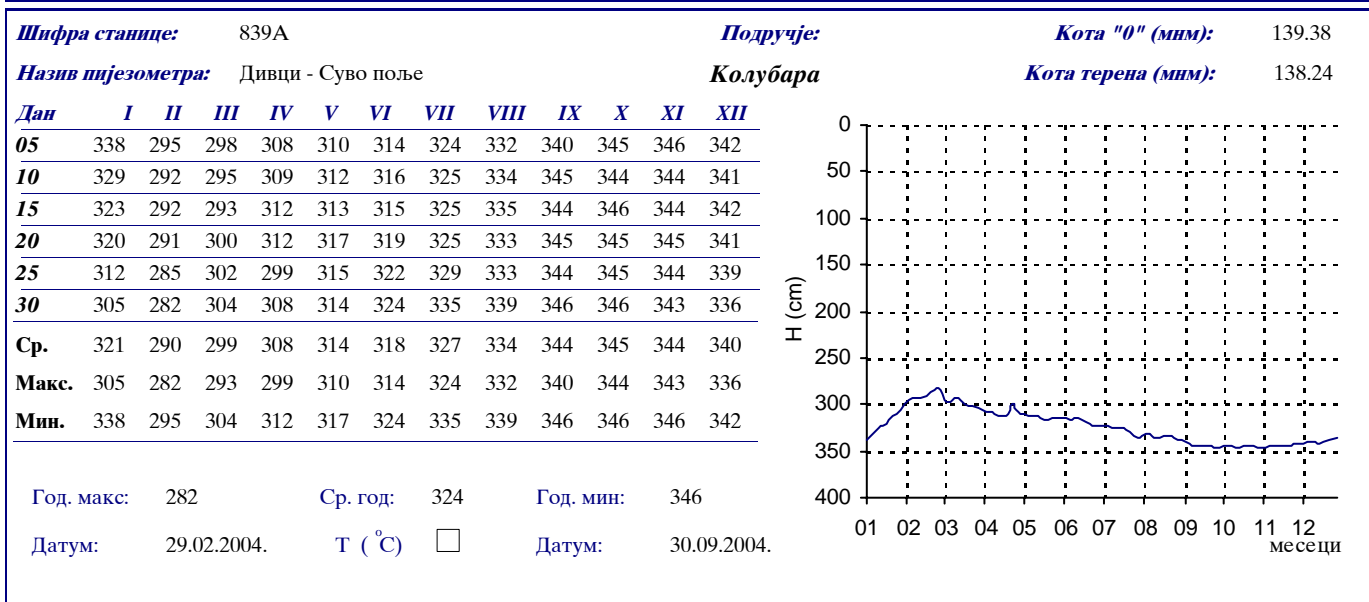 Шифра станице: 839А Подручје: Кота "0" (мнм): 139.38
Назив пијезометра: Дивци - Суво поље Колубара Кота терена (мнм): 138.24
Дан I II III IV V VI VII VIII IX X XI XII
05 338 295 298 308 310 314 324 332 340 345 346 342
10 329 292 295 309 312 316 325 334 345 344 344 341
15 323 292 293 312 313 315 325 335 344 346 344 342
20 320 291 300 312 317 319 325 333 345 345 345 341
25 312 285 302 299 315 322 329 333 344 345 344 339
30 305 282 304 308 314 324 335 339 346 346 343 336
Ср. 321 290 299 308 314 318 327 334 344 345 344 340
Макс. 305 282 293 299 310 314 324 332 340 344 343 336
Мин. 338 295 304 312 317 324 335 339 346 346 346 342
Год. макс: 282 Ср. год: 324 Год. мин: 346
Датум: 29.02.2004. Т ( °C) Датум: 30.09.2004.
H (cm)
0
50
100
150
200
250
300
350
400
01 02 03 04 05 06 07 08 09 10 11 12
месеци